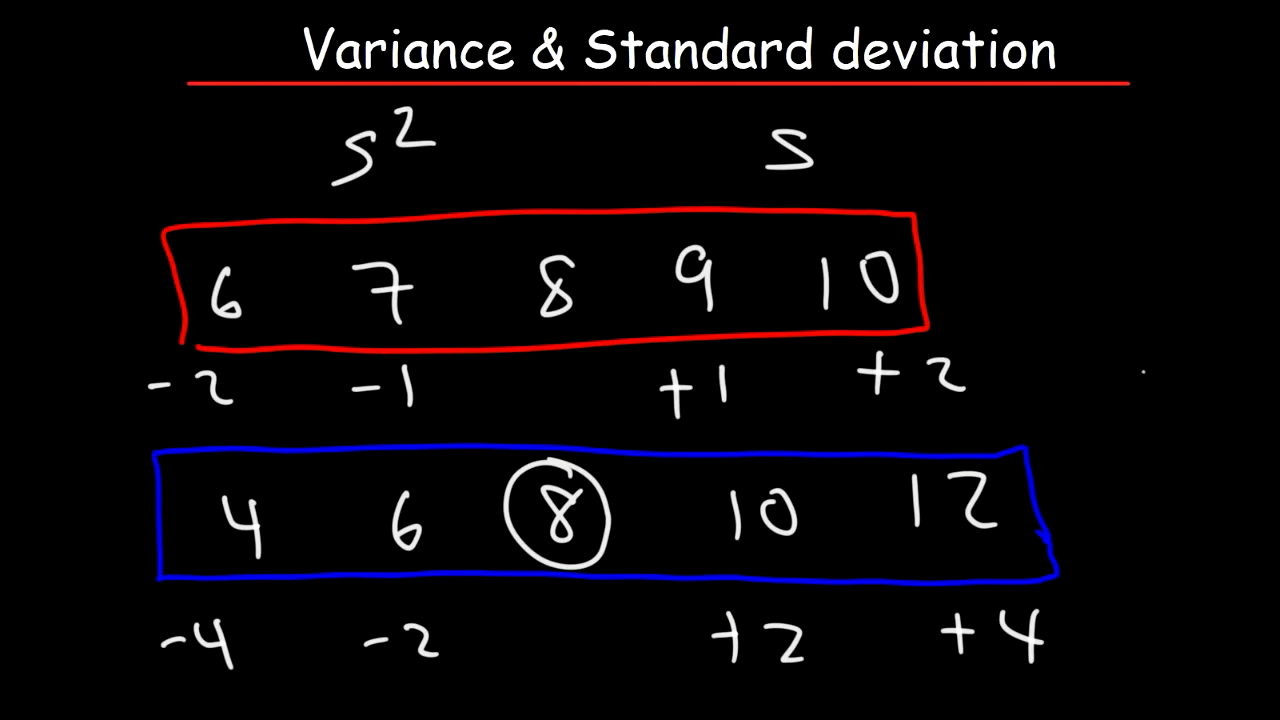 Variance & Standard deviation
s² s
6 7 8 9 10
-2 -1 +1 +2
4 6 8 10 12
-4 -2 +2 +4